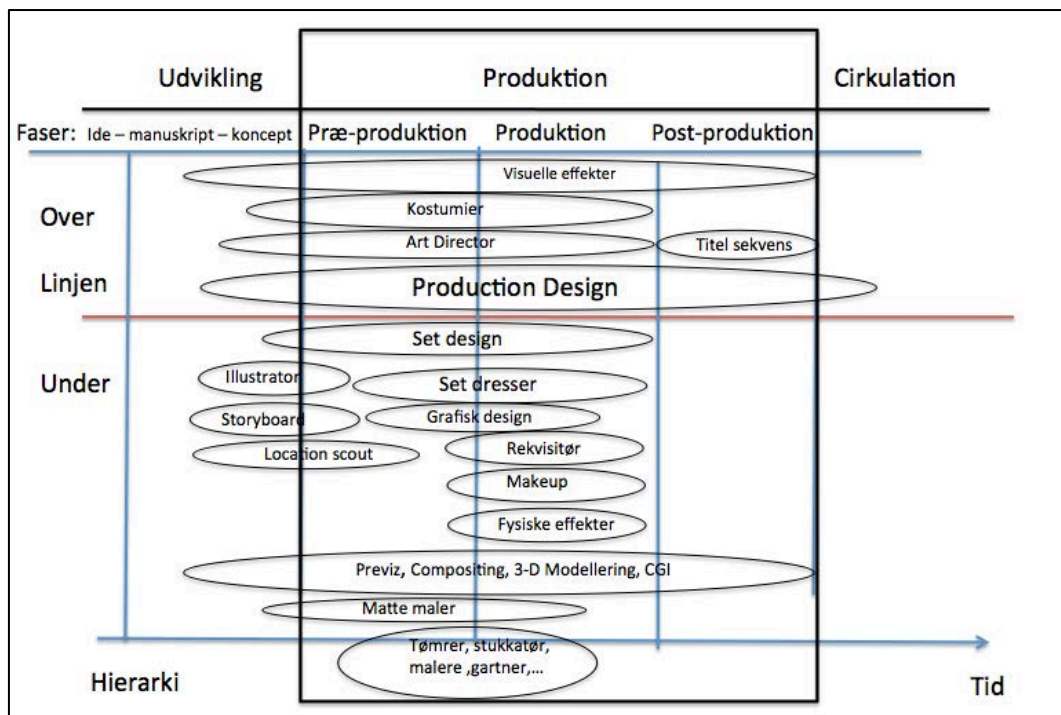 Udvikling
Produktion
Cirkulation
Faser: Ide – manuskript – koncept
Præ-produktion
Produktion
Post-produktion
Visuelle effekter
Over
Kostumier
Art Director
Titel sekvens
Linjen
Production Design
Set design
Under
Illustrator
Set dresser
Storyboard
Grafisk design
Location scout
Rekvisitør
Makeup
Fysiske effekter
Previz, Compositing, 3-D Modellering, CGI
Matte maler
Tømrer, stukkatør,
malere ,gartner,...
Hierarki
Tid